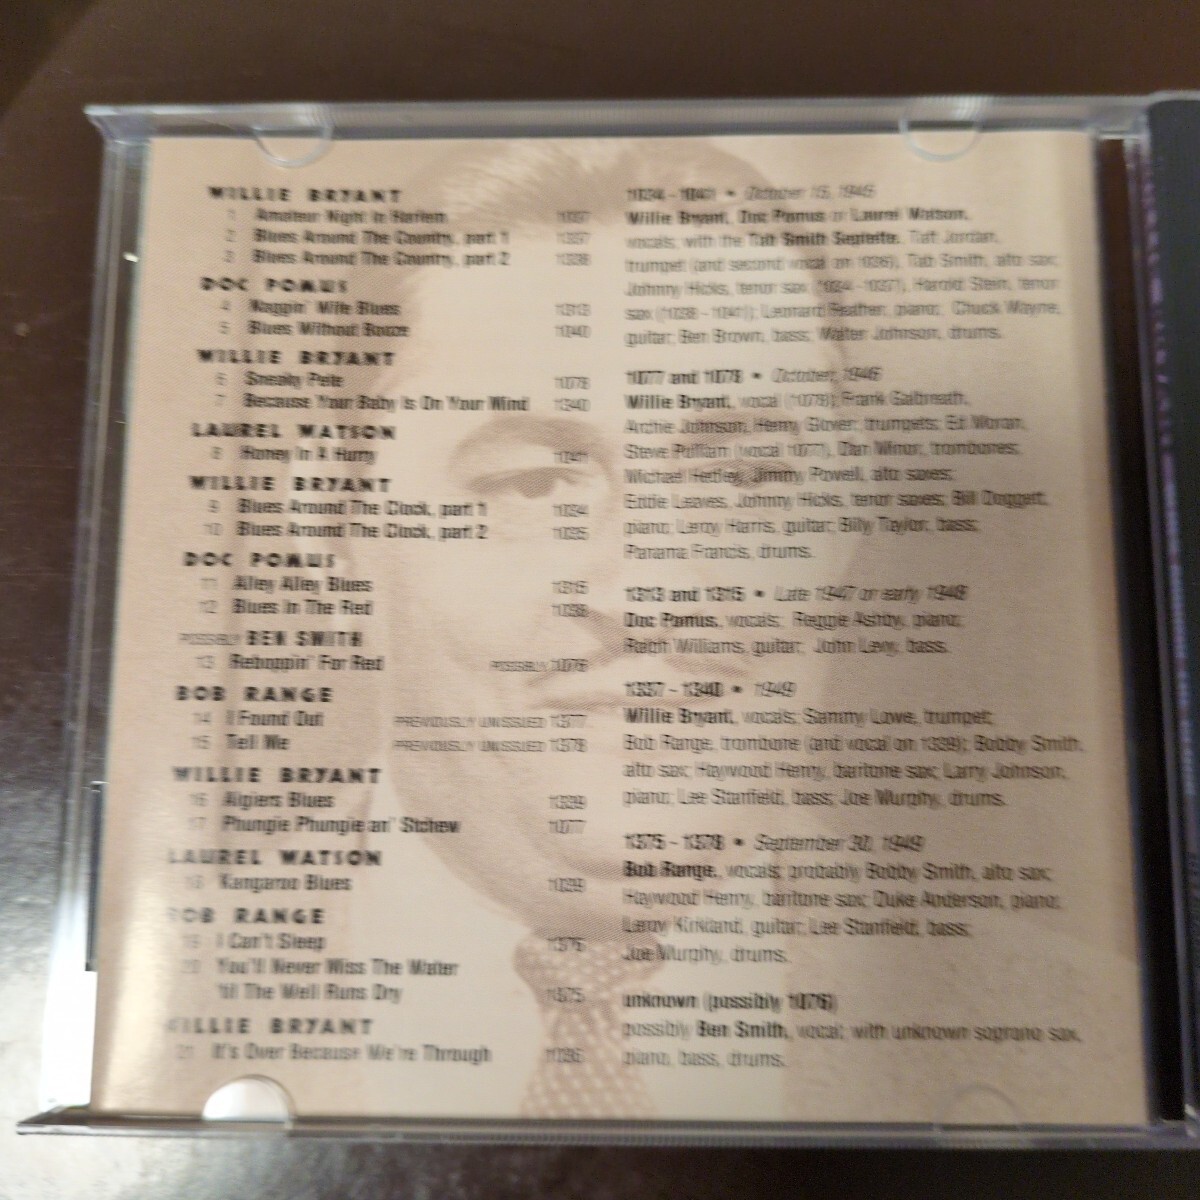 WILLIE BRYANT
1 Amateur Night In Harlem 1037
2 Blues Around The Country, part 1 1337
3 Blues Around The Country, part 2 1338
DOC POMUS
4 Naggin' Wife Blues 1313
5 Blues Without Booze 1040
WILLIE BRYANT
6 Sneaky Pete 1078
7 Because Your Baby Is On Your Mind 1340
LAUREL WATSON
8 Honey In A Hurry 1041
WILLIE BRYANT
9 Blues Around The Clock, part 1 1034
10 Blues Around The Clock, part 2 1035
DOC POMUS
11 Alley Alley Blues 1315
12 Blues In The Red 1038
POSSIBLY BEN SMITH
13 Reboppin' For Red POSSIBLY 1076
BOB RANGE
14 I Found Out PREVIOUSLY UNISSUED 1377
15 Tell Me PREVIOUSLY UNISSUED 1378
WILLIE BRYANT
16 Algiers Blues 1339
17 Phungie Phungie an' Stchew 1077
LAUREL WATSON
18 Kangaroo Blues 1039
BOB RANGE
19 I Can't Sleep 1376
20 You'll Never Miss The Water
'til The Well Runs Dry 1375
WILLIE BRYANT
21 It's Over Because We're Through 1036
1034 - 1041 • October 15, 1945
Willie Bryant, Doc Pomus or Laurel Watson,
vocals; with the Tab Smith Septette. Taft Jordan,
trumpet (and second vocal on 1036), Tab Smith, alto sax;
Johnny Hicks, tenor sax (1034 - 1037), Harold Stein, tenor
sax (1038 - 1041); Leonard Feather, piano; Chuck Wayne,
guitar; Ben Brown, bass; Walter Johnson, drums.
1077 and 1078 • October, 1946
Willie Bryant, vocal (1078); Frank Galbreath,
Archie Johnson, Henry Glover, trumpets; Ed Moran,
Steve Pulliam (vocal 1077), Dan Minor, trombones;
Michael Hedley, Jimmy Powell, alto saxes;
Eddie Leaves, Johnny Hicks, tenor saxes; Bill Doggett,
piano; Leroy Harris, guitar; Billy Taylor, bass;
Panama Francis, drums.
1313 and 1315 • Late 1947 or early 1948
Doc Pomus, vocals; Reggie Ashby, piano;
Ralph Williams, guitar; John Levy, bass.
1337 - 1340 • 1949
Willie Bryant, vocals; Sammy Lowe, trumpet;
Bob Range, trombone (and vocal on 1339); Bobby Smith,
alto sax; Haywood Henry, baritone sax; Larry Johnson,
piano; Lee Stanfield, bass; Joe Murphy, drums.
1375 - 1378 • September 30, 1949
Bob Range, vocals; probably Bobby Smith, alto sax;
Haywood Henry, baritone sax; Duke Anderson, piano;
Leroy Kirkland, guitar; Lee Stanfield, bass;
Joe Murphy, drums.
unknown (possibly 1076)
possibly Ben Smith, vocal; with unknown soprano sax,
piano, bass, drums.